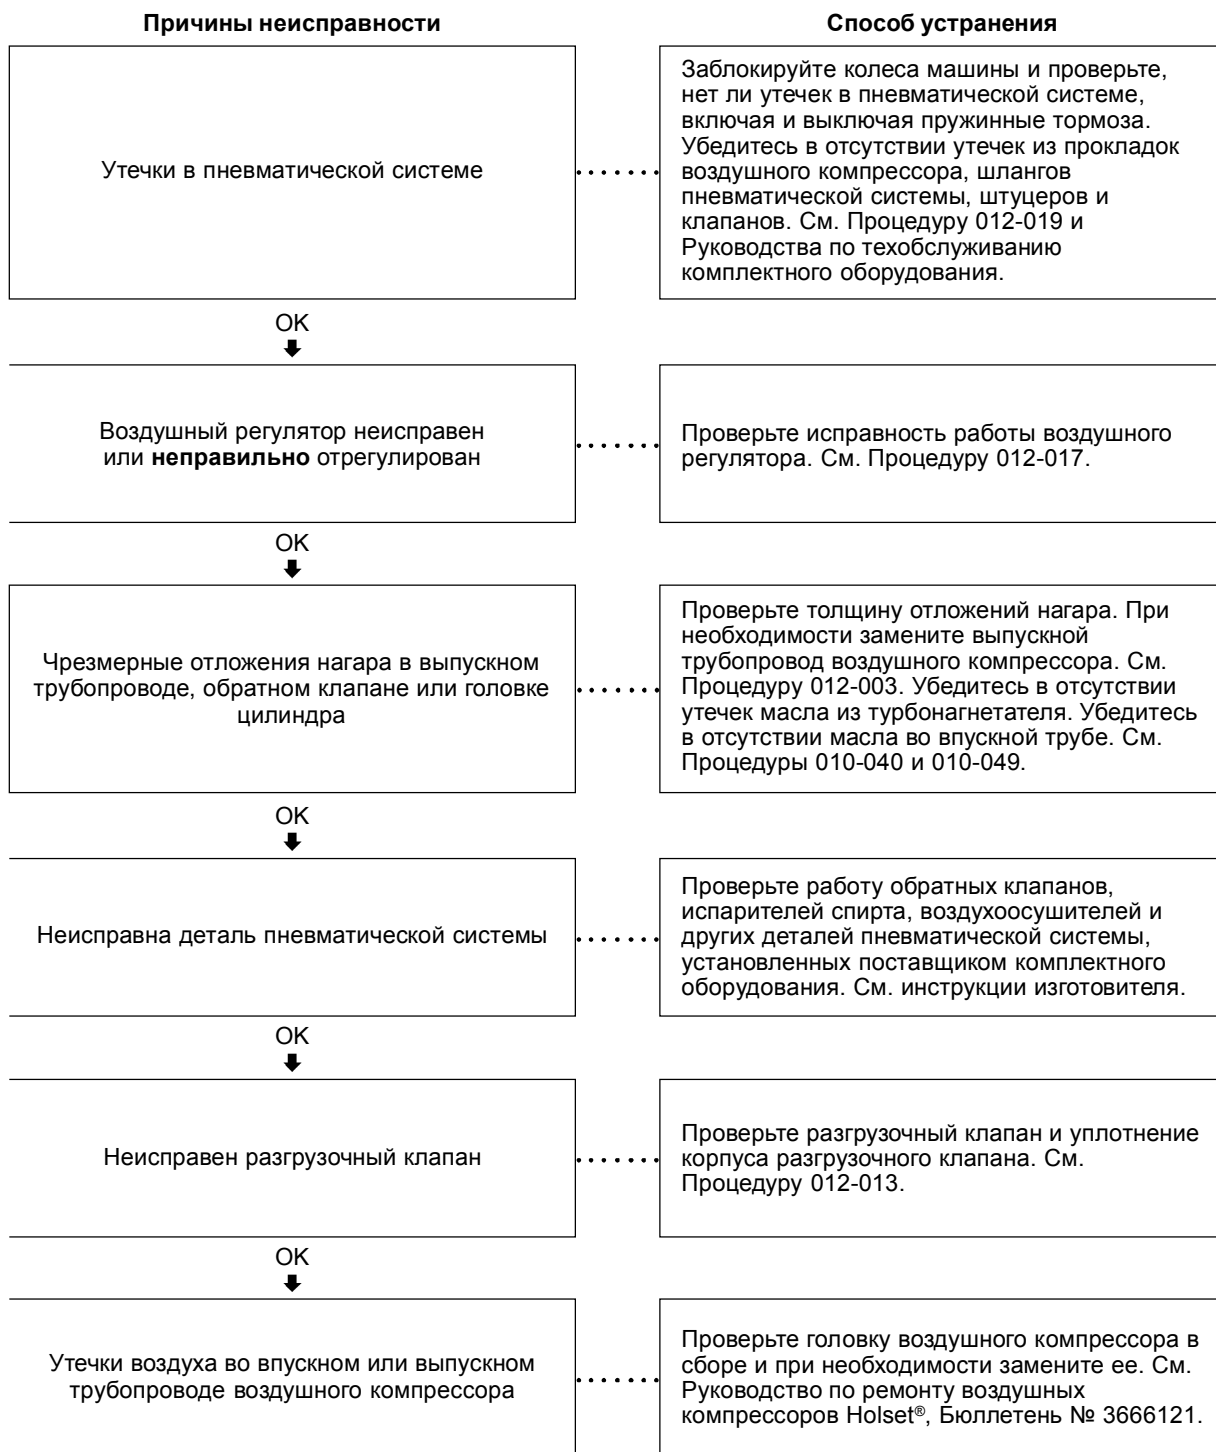 Причины неисправности
Способ устранения
Утечки в пневматической системе
Заблокируйте колеса машины и проверьте,
нет ли утечек в пневматической системе,
включая и выключая пружинные тормоза.
Убедитесь в отсутствии утечек из прокладок
воздушного компрессора, шлангов
пневматической системы, штуцеров и
клапанов. См. Процедуру 012-019 и
Руководства по техобслуживанию
комплектного оборудования.
OK
Воздушный регулятор неисправен
или неправильно отрегулирован
Проверьте исправность работы воздушного
регулятора. См. Процедуру 012-017.
OK
Чрезмерные отложения нагара в выпускном
трубопроводе, обратном клапане или головке
цилиндра
Проверьте толщину отложений нагара. При
необходимости замените выпускной
трубопровод воздушного компрессора. См.
Процедуру 012-003. Убедитесь в отсутствии
утечек масла из турбонагнетателя. Убедитесь
в отсутствии масла во впускной трубе. См.
Процедуры 010-040 и 010-049.
OK
Неисправна деталь пневматической системы
Проверьте работу обратных клапанов,
испарителей спирта, воздухоосушителей и
других деталей пневматической системы,
установленных поставщиком комплектного
оборудования. См. инструкции изготовителя.
OK
Неисправен разгрузочный клапан
Проверьте разгрузочный клапан и уплотнение
корпуса разгрузочного клапана. См.
Процедуру 012-013.
OK
Утечки воздуха во впускном или выпускном
трубопроводе воздушного компрессора
Проверьте головку воздушного компрессора в
сборе и при необходимости замените ее. См.
Руководство по ремонту воздушных
компрессоров Holset®, Бюллетень № 3666121.